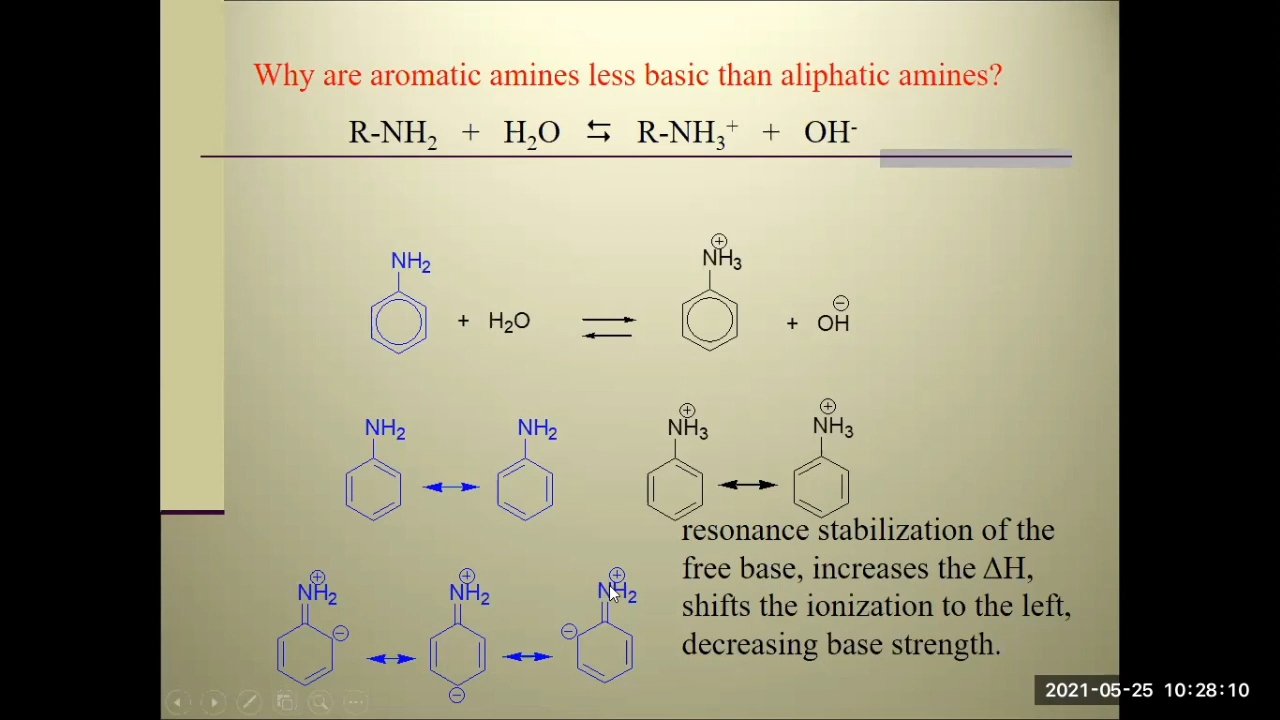 Why are aromatic amines less basic than aliphatic amines?
R-NH₂ + H₂O ⇆ R-NH₃⁺ + OH⁻
NH₂ + H₂O ⇌ ⊕ NH₃ + ⊖ OH
NH₂ ↔ NH₂ ⊕ NH₃ ↔ ⊕ NH₃
resonance stabilization of the
free base, increases the ΔH,
shifts the ionization to the left,
decreasing base strength.
⊕ NH₂ ⊖ ↔ ⊕ NH₂ ⊖ ↔ ⊕ NH₂ ⊖
2021-05-25 10:28:10